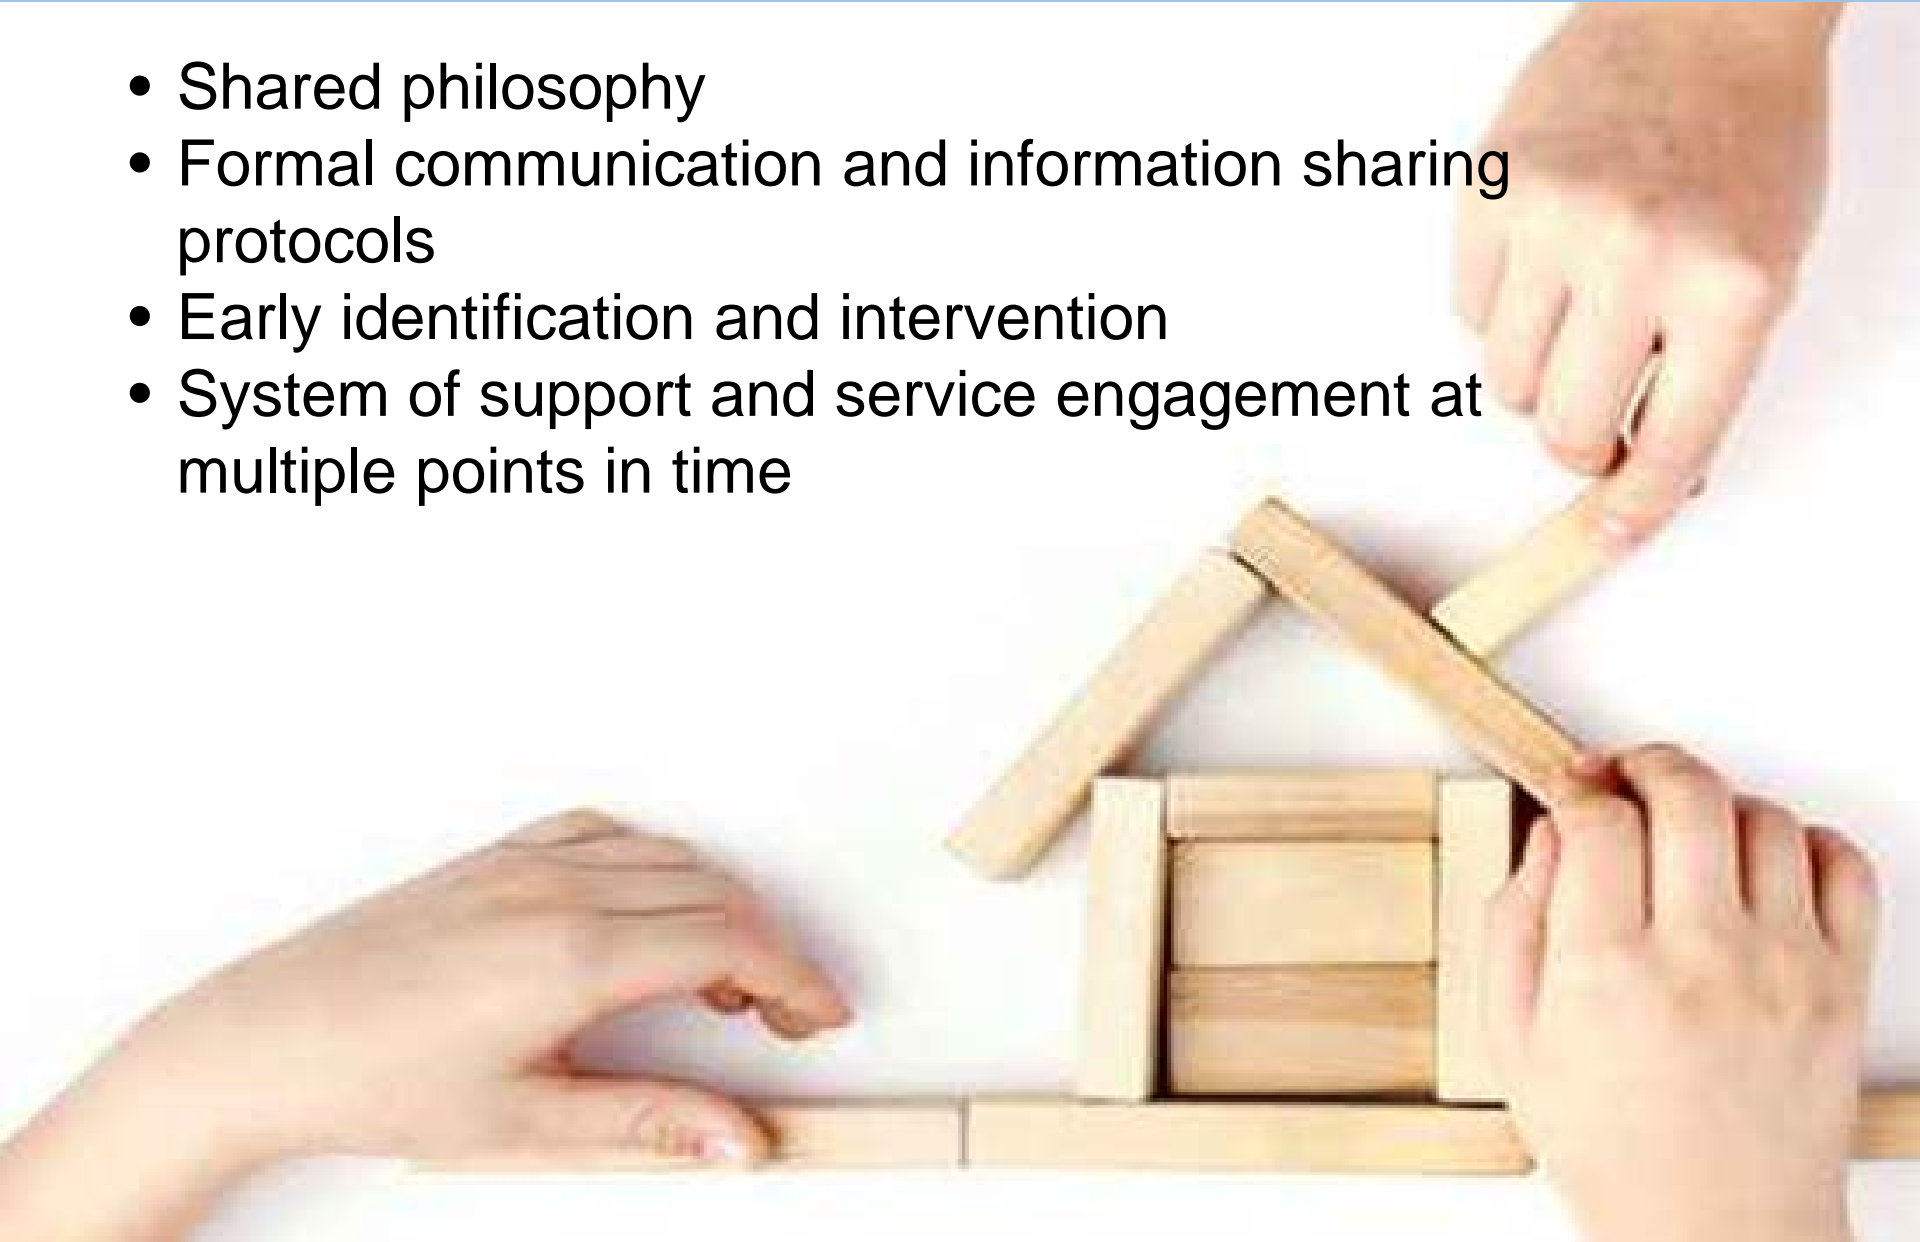 • Shared philosophy
• Formal communication and information sharing
protocols
• Early identification and intervention
• System of support and service engagement at
multiple points in time